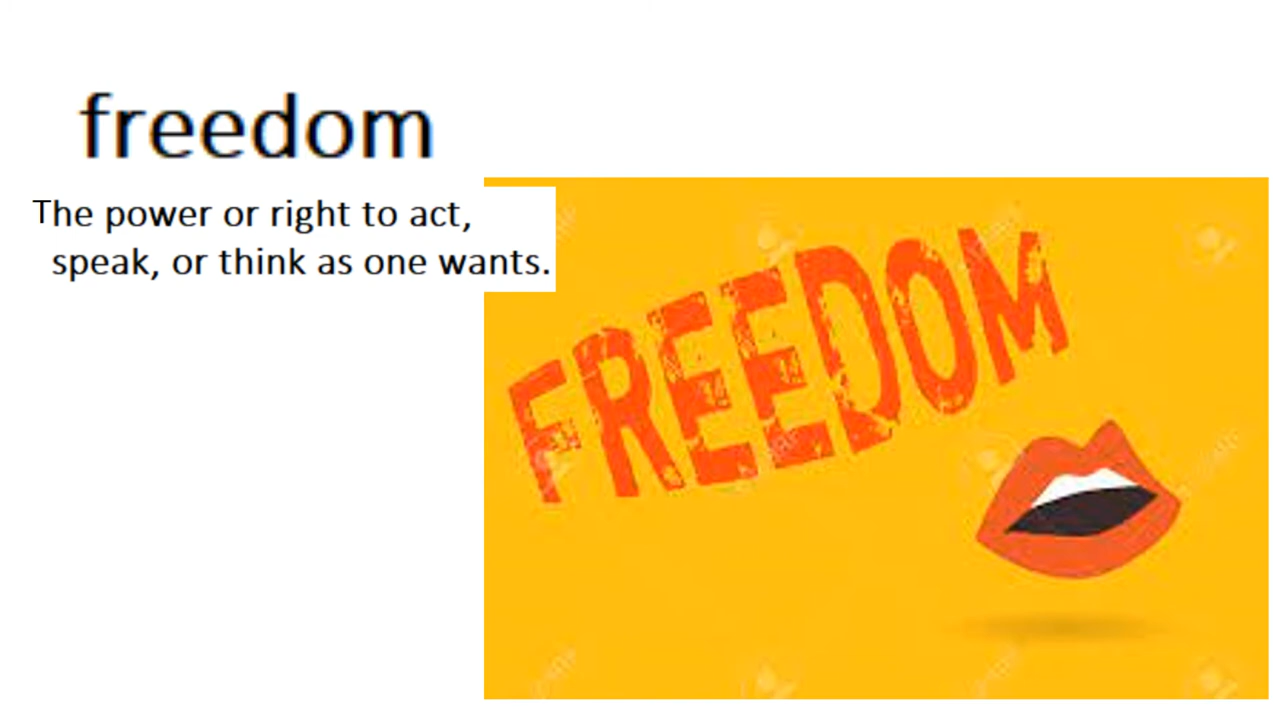 freedom
The power or right to act,
speak, or think as one wants.
FREEDOM